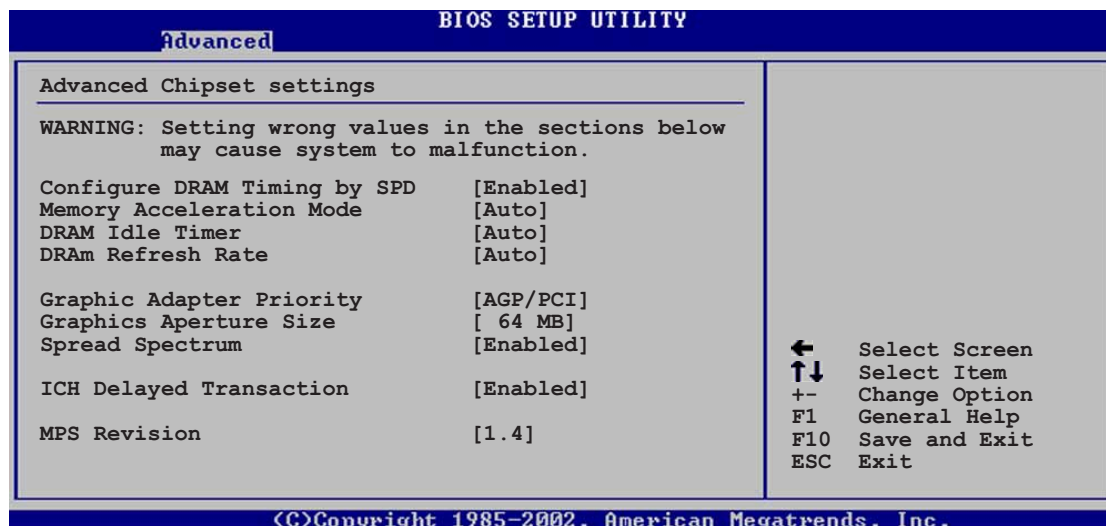 BIOS SETUP UTILITY
Advanced
Advanced Chipset settings
WARNING: Setting wrong values in the sections below
may cause system to malfunction.
Configure DRAM Timing by SPD [Enabled]
Memory Acceleration Mode [Auto]
DRAM Idle Timer [Auto]
DRAm Refresh Rate [Auto]
Graphic Adapter Priority [AGP/PCI]
Graphics Aperture Size [ 64 MB]
Spread Spectrum [Enabled]
ICH Delayed Transaction [Enabled]
MPS Revision [1.4]
← Select Screen
↑↓ Select Item
+- Change Option
F1 General Help
F10 Save and Exit
ESC Exit
(C)Copyright 1985-2002, American Megatrends, Inc.